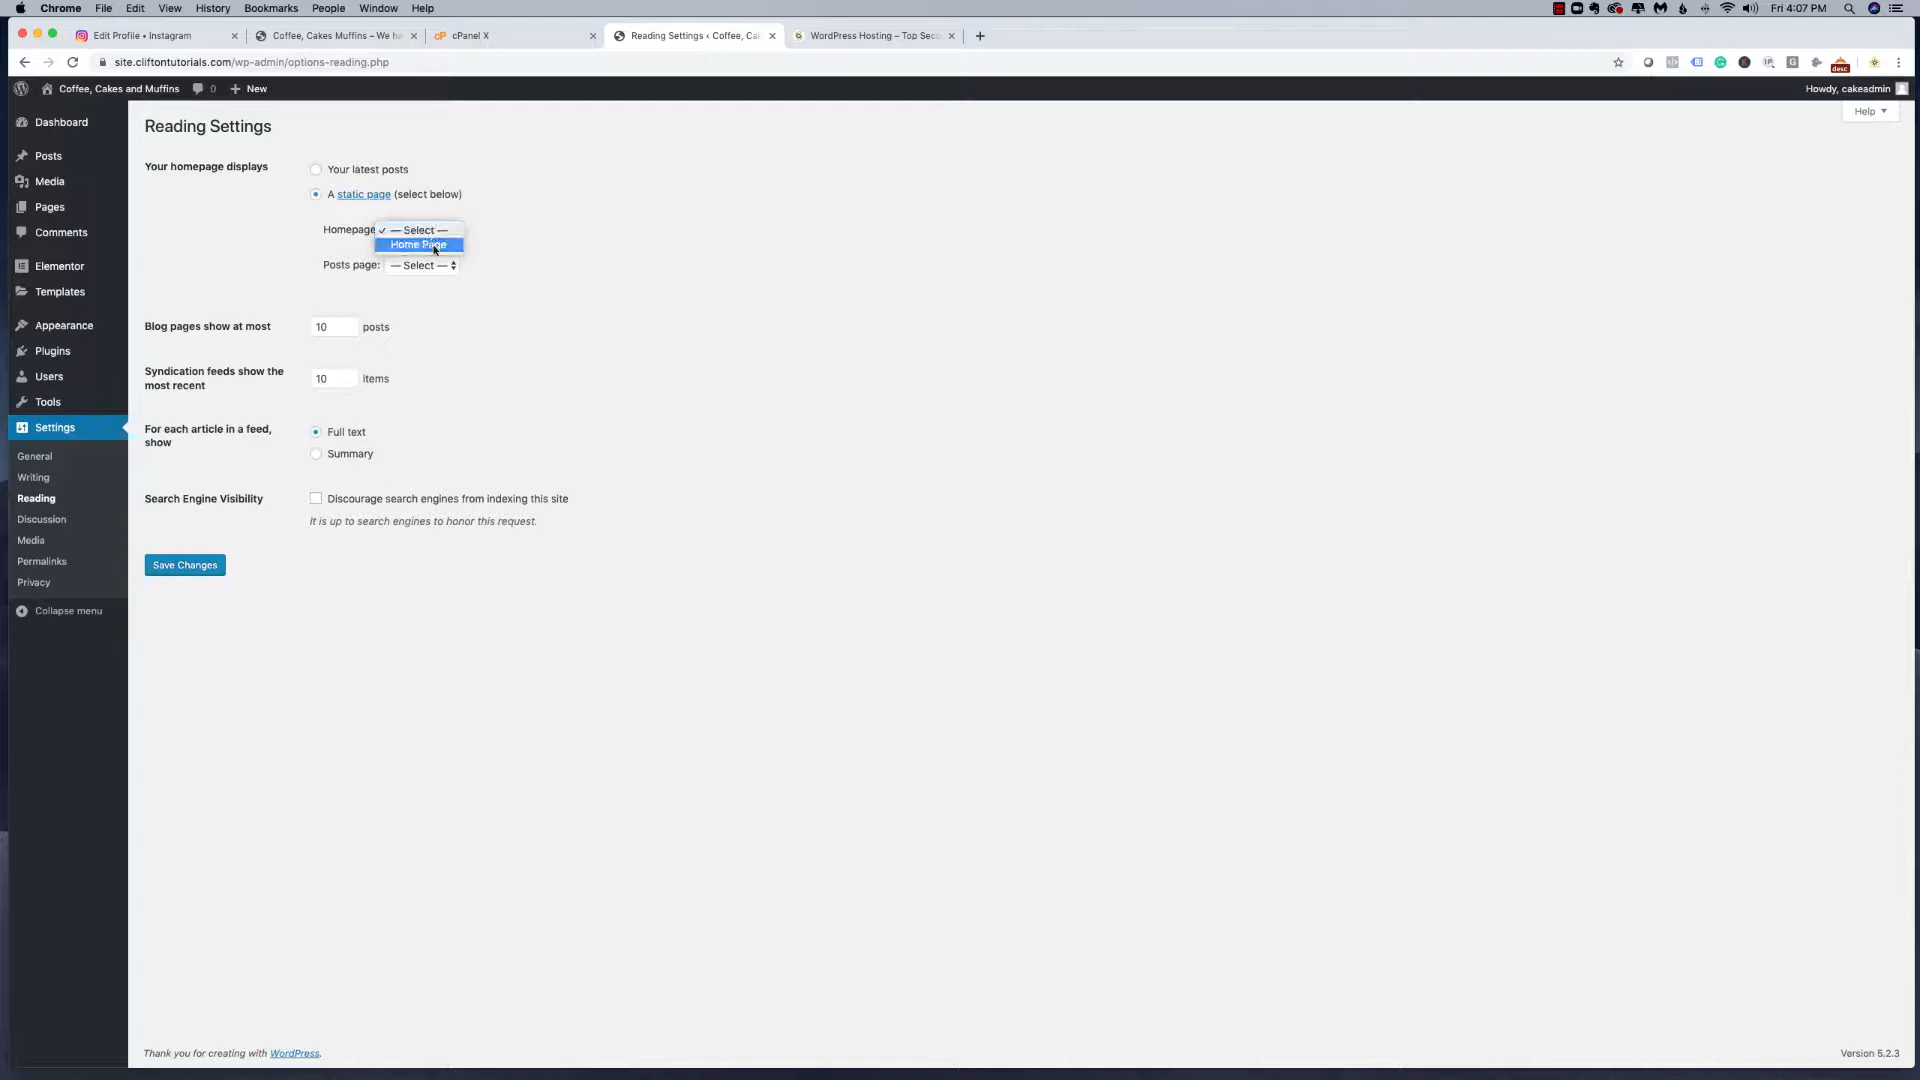 Chrome File Edit View History Bookmarks People Window Help Fri 4:07 PM
Edit Profile • Instagram Coffee, Cakes Muffins – We ha cPanel X Reading Settings ‹ Coffee, Ca WordPress Hosting – Top Sec
site.cliftontutorials.com/wp-admin/options-reading.php
desc
Coffee, Cakes and Muffins 0 + New Howdy, cakeadmin
Help
Dashboard
Posts
Media
Pages
Comments
Elementor
Templates
Appearance
Plugins
Users
Tools
Settings
General
Writing
Reading
Discussion
Media
Permalinks
Privacy
Collapse menu
Reading Settings
Your homepage displays
Your latest posts
A static page (select below)
Homepage ✓ — Select —
Home Page
Posts page: — Select —
Blog pages show at most 10 posts
Syndication feeds show the most recent 10 items
For each article in a feed, show
Full text
Summary
Search Engine Visibility
Discourage search engines from indexing this site
It is up to search engines to honor this request.
Save Changes
Thank you for creating with WordPress. Version 5.2.3